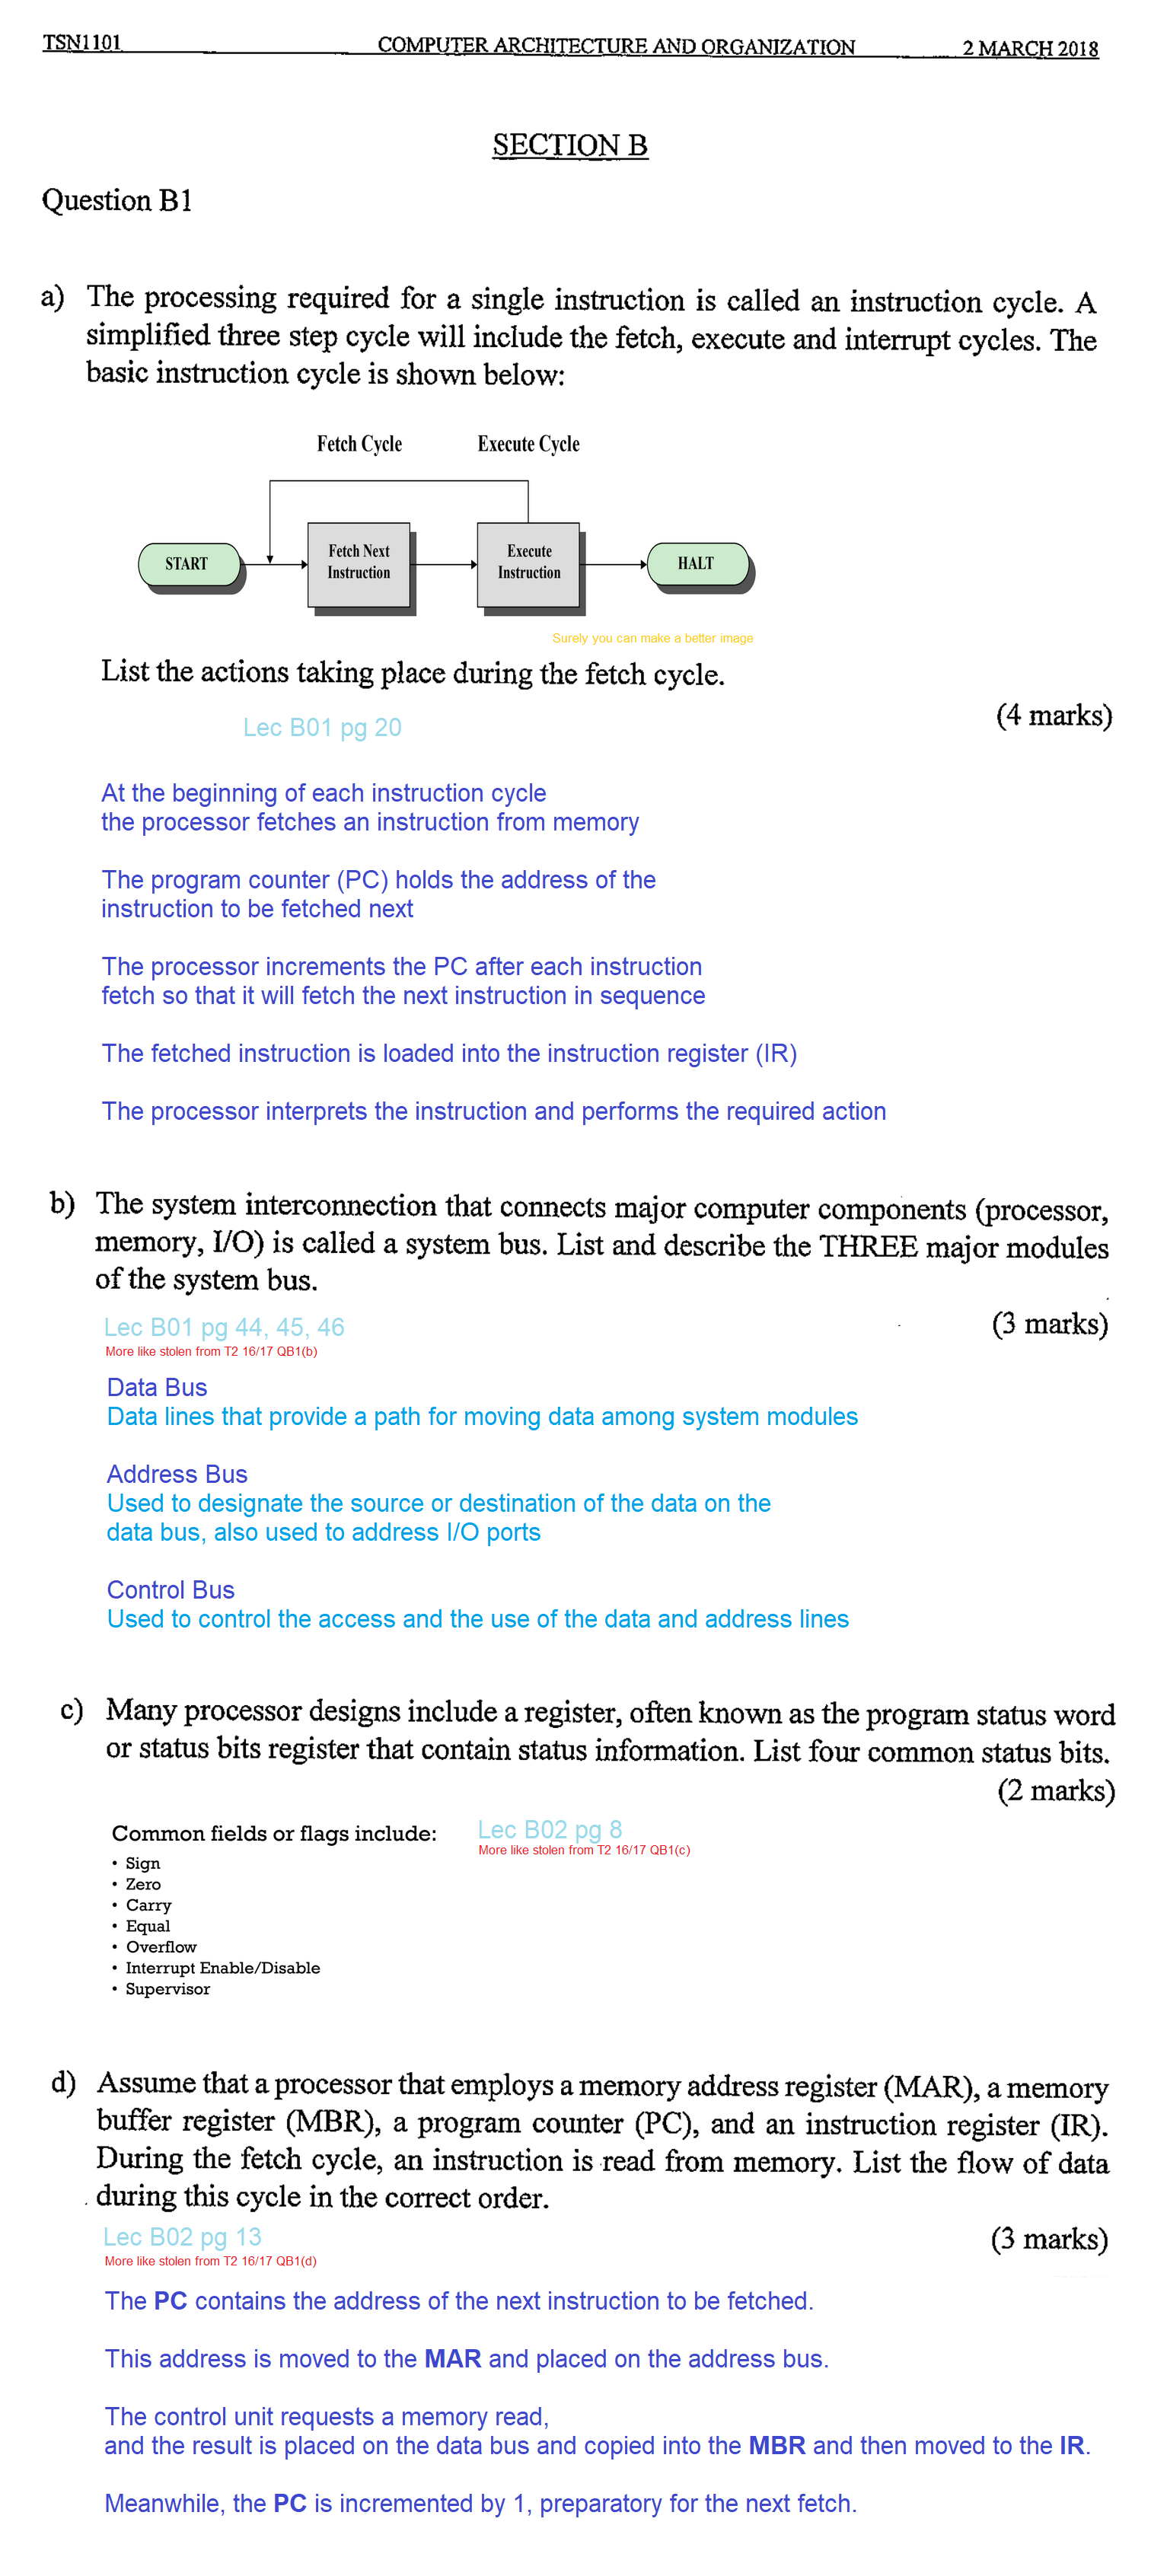 TSN1101 COMPUTER ARCHITECTURE AND ORGANIZATION 2 MARCH 2018
SECTION B
Question B1
a) The processing required for a single instruction is called an instruction cycle. A
simplified three step cycle will include the fetch, execute and interrupt cycles. The
basic instruction cycle is shown below:
Fetch Cycle Execute Cycle
START
Fetch Next
Instruction
Execute
Instruction
HALT
Surely you can make a better image
List the actions taking place during the fetch cycle.
(4 marks)
Lec B01 pg 20
At the beginning of each instruction cycle
the processor fetches an instruction from memory
The program counter (PC) holds the address of the
instruction to be fetched next
The processor increments the PC after each instruction
fetch so that it will fetch the next instruction in sequence
The fetched instruction is loaded into the instruction register (IR)
The processor interprets the instruction and performs the required action
b) The system interconnection that connects major computer components (processor,
memory, I/O) is called a system bus. List and describe the THREE major modules
of the system bus.
(3 marks)
Lec B01 pg 44, 45, 46
More like stolen from T2 16/17 QB1(b)
Data Bus
Data lines that provide a path for moving data among system modules
Address Bus
Used to designate the source or destination of the data on the
data bus, also used to address I/O ports
Control Bus
Used to control the access and the use of the data and address lines
c) Many processor designs include a register, often known as the program status word
or status bits register that contain status information. List four common status bits.
(2 marks)
Lec B02 pg 8
More like stolen from T2 16/17 QB1(c)
Common fields or flags include:
• Sign
• Zero
• Carry
• Equal
• Overflow
• Interrupt Enable/Disable
• Supervisor
d) Assume that a processor that employs a memory address register (MAR), a memory
buffer register (MBR), a program counter (PC), and an instruction register (IR).
During the fetch cycle, an instruction is read from memory. List the flow of data
during this cycle in the correct order.
(3 marks)
Lec B02 pg 13
More like stolen from T2 16/17 QB1(d)
The PC contains the address of the next instruction to be fetched.
This address is moved to the MAR and placed on the address bus.
The control unit requests a memory read,
and the result is placed on the data bus and copied into the MBR and then moved to the IR.
Meanwhile, the PC is incremented by 1, preparatory for the next fetch.